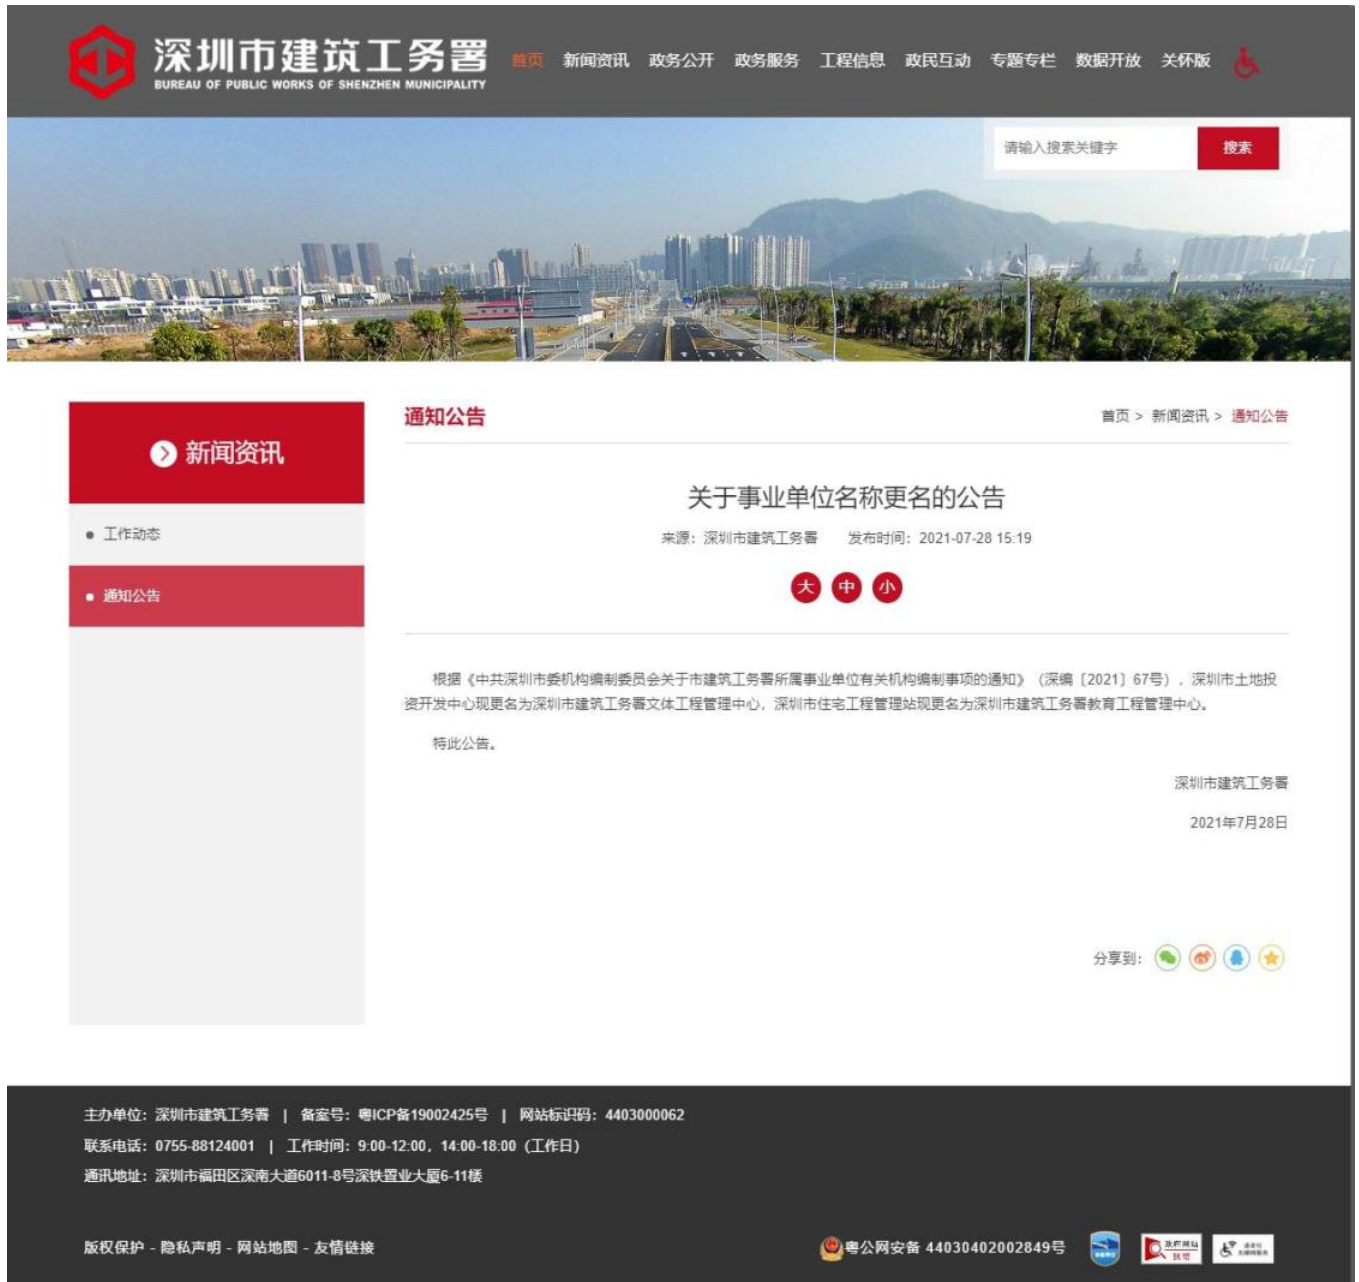 深圳市建筑工务署
BUREAU OF PUBLIC WORKS OF SHENZHEN MUNICIPALITY
首页 新闻资讯 政务公开 政务服务 工程信息 政民互动 专题专栏 数据开放 关怀版
请输入搜素关键字 搜索
新闻资讯
工作动态
通知公告
通知公告
首页 > 新闻资讯 > 通知公告
关于事业单位名称更名的公告
来源：深圳市建筑工务署 发布时间：2021-07-28 15:19
大 中 小
根据《中共深圳市委机构编制委员会关于市建筑工务署所属事业单位有关机构编制事项的通知》（深编〔2021〕67号），深圳市土地投
资开发中心现更名为深圳市建筑工务署文体工程管理中心，深圳市住宅工程管理站现更名为深圳市建筑工务署教育工程管理中心。
特此公告。
深圳市建筑工务署
2021年7月28日
分享到：
主办单位：深圳市建筑工务署 | 备案号：粤ICP备19002425号 | 网站标识码：4403000062
联系电话：0755-88124001 | 工作时间：9:00-12:00，14:00-18:00（工作日）
通讯地址：深圳市福田区深南大道6011-8号深铁置业大厦6-11楼
版权保护 - 隐私声明 - 网站地图 - 友情链接
粤公网安备 44030402002849号
政府网站
找错